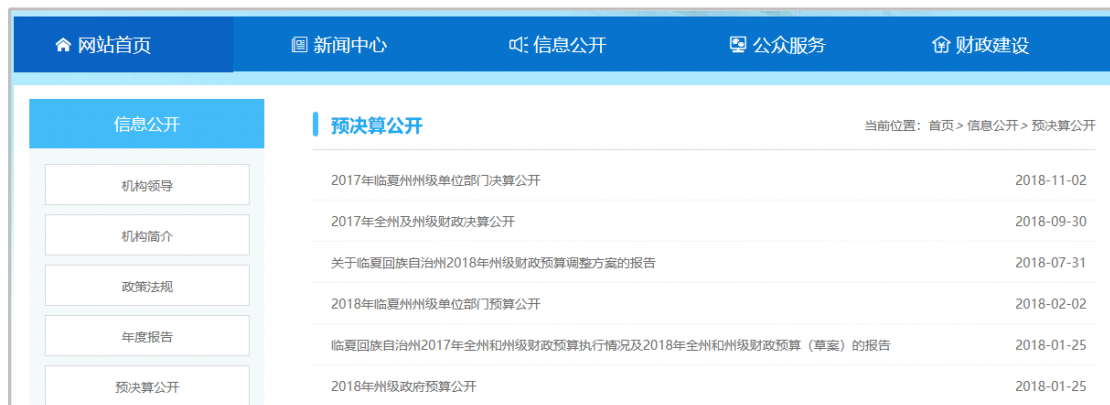 网站首页 新闻中心 信息公开 公众服务 财政建设
信息公开
机构领导
机构简介
政策法规
年度报告
预决算公开
预决算公开 当前位置：首页 > 信息公开 > 预决算公开
2017年临夏州州级单位部门决算公开 2018-11-02
2017年全州及州级财政决算公开 2018-09-30
关于临夏回族自治州2018年州级财政预算调整方案的报告 2018-07-31
2018年临夏州州级单位部门预算公开 2018-02-02
临夏回族自治州2017年全州和州级财政预算执行情况及2018年全州和州级财政预算（草案）的报告 2018-01-25
2018年州级政府预算公开 2018-01-25